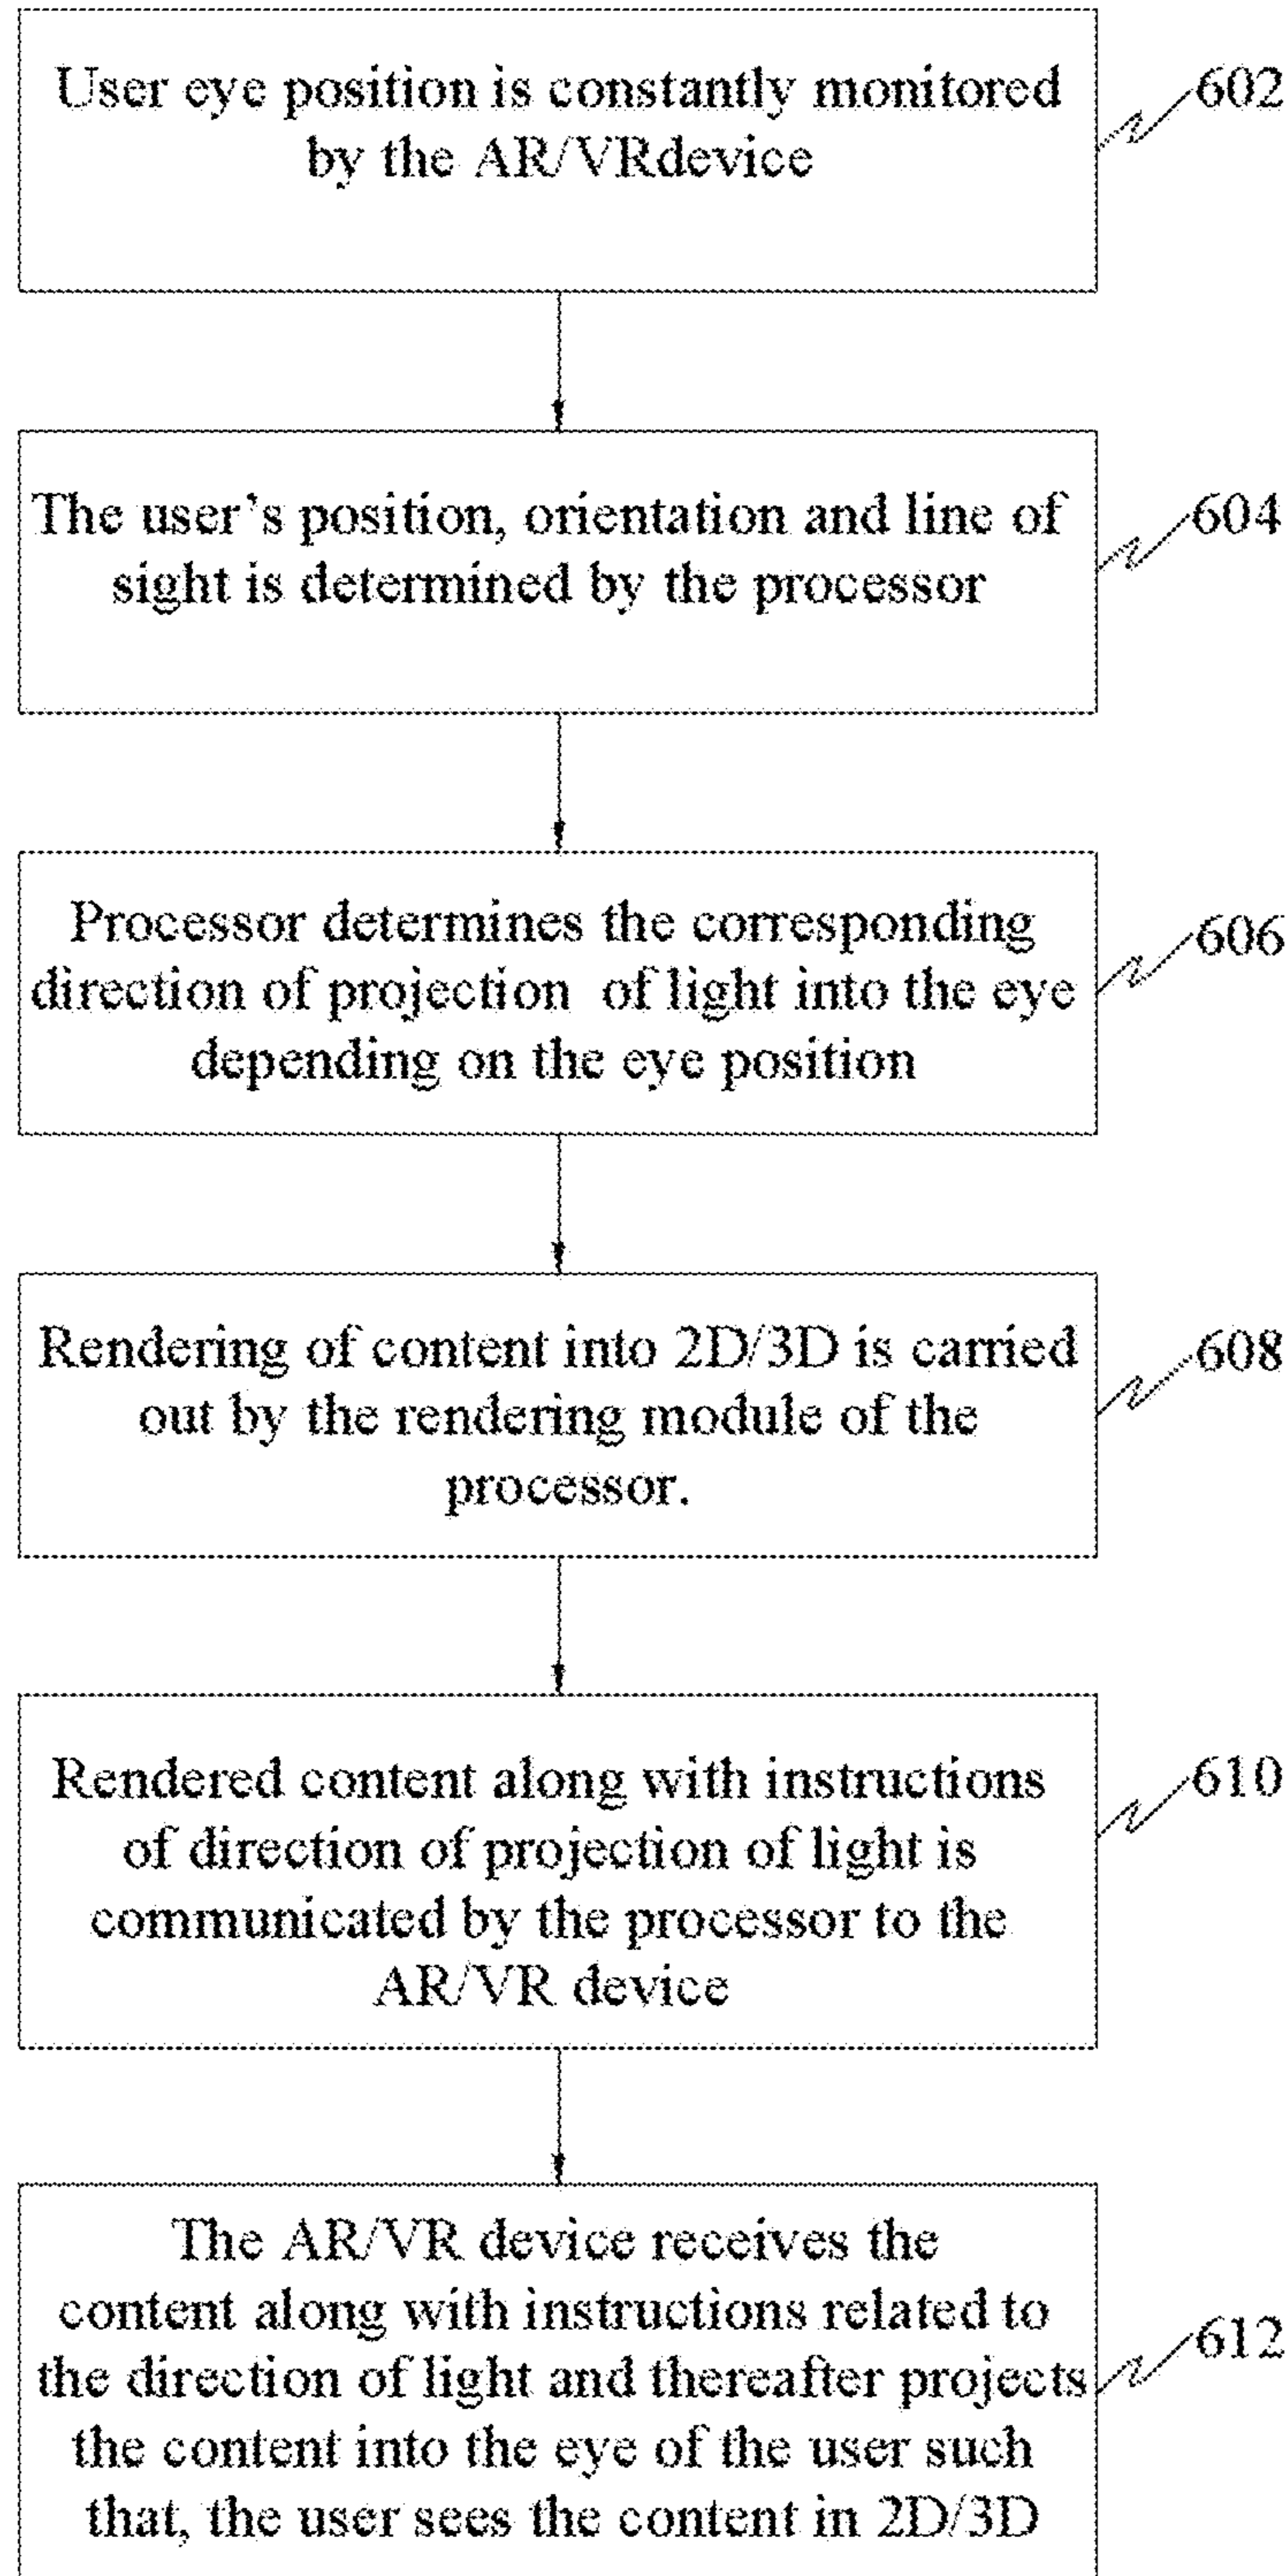 User eye position is constantly monitored
by the AR/VRdevice
602
The user's position, orientation and line of
sight is determined by the processor
604
Processor determines the corresponding
direction of projection of light into the eye
depending on the eye position
606
Rendering of content into 2D/3D is carried
out by the rendering module of the
processor.
608
Rendered content along with instructions
of direction of projection of light is
communicated by the processor to the
AR/VR device
610
The AR/VR device receives the
content along with instructions related to
the direction of light and thereafter projects
the content into the eye of the user such
that, the user sees the content in 2D/3D
612